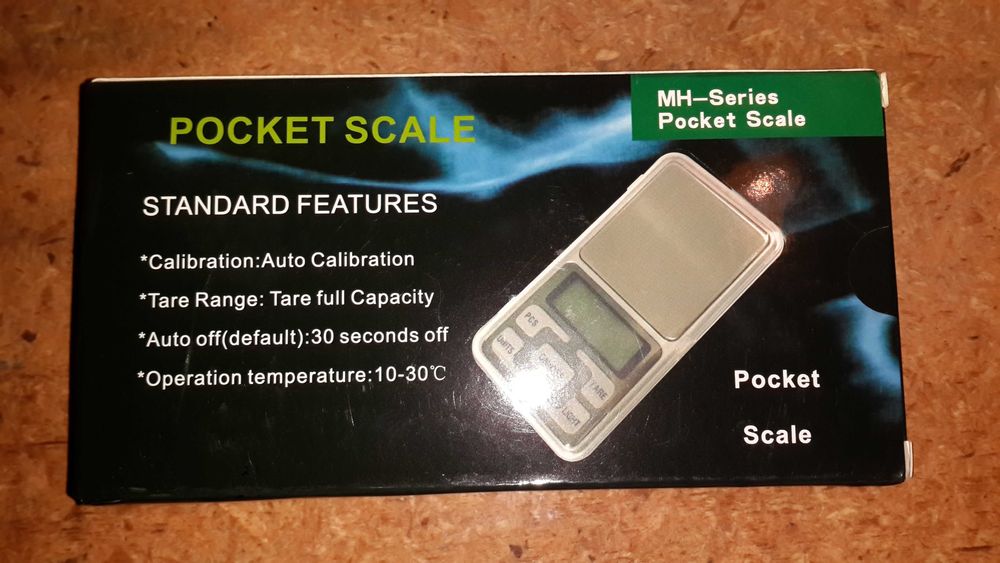 MH-Series
Pocket Scale
POCKET SCALE
STANDARD FEATURES
*Calibration:Auto Calibration
*Tare Range: Tare full Capacity
*Auto off(default):30 seconds off
*Operation temperature:10-30℃
PCS
UNITS
TARE
LIGHT
Pocket
Scale